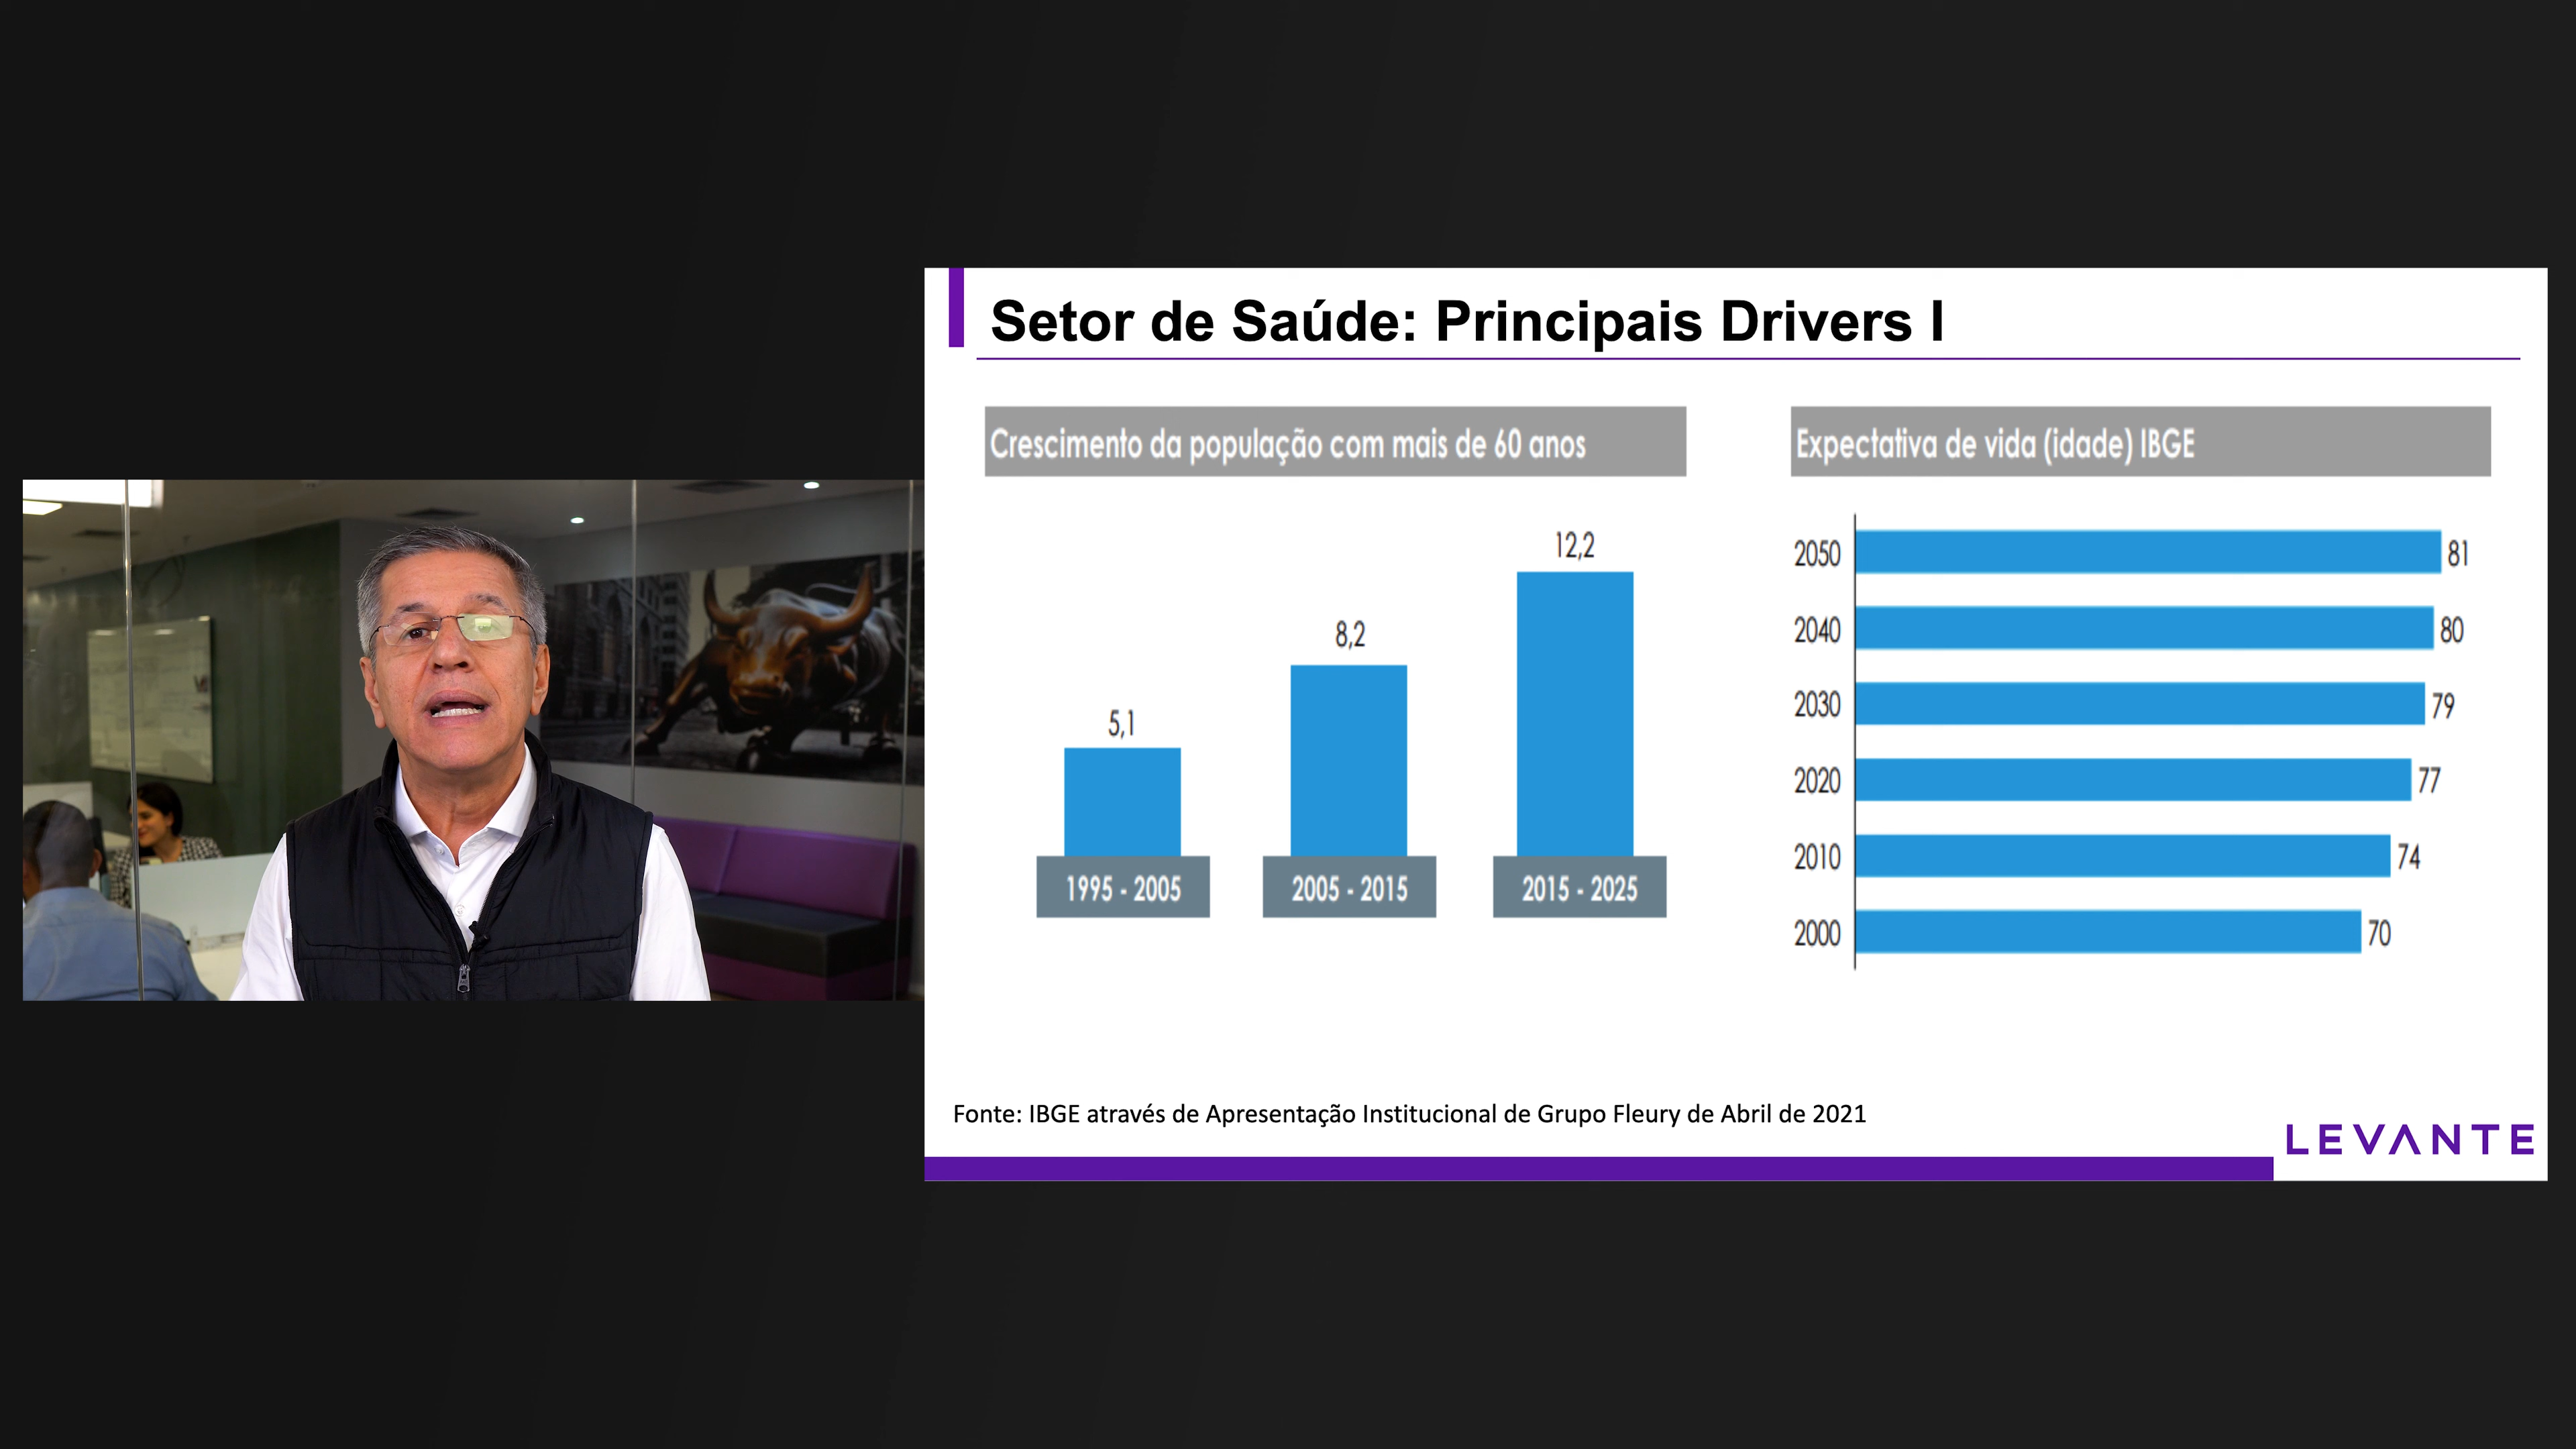 Setor de Saúde: Principais Drivers I
Crescimento da população com mais de 60 anos
5,1
8,2
12,2
1995 - 2005
2005 - 2015
2015 - 2025
Expectativa de vida (idade) IBGE
2050 81
2040 80
2030 79
2020 77
2010 74
2000 70
Fonte: IBGE através de Apresentação Institucional de Grupo Fleury de Abril de 2021
LEVANTE